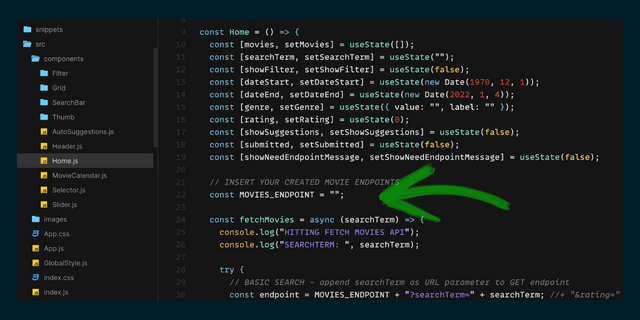 snippets
src
components
Filter
Grid
SearchBar
Thumb
AutoSuggestions.js
Header.js
Home.js
MovieCalendar.js
Selector.js
Slider.js
images
App.css
App.js
GlobalStyle.js
index.css
index.js
8
9 const Home = () => {
10 const [movies, setMovies] = useState([]);
11 const [searchTerm, setSearchTerm] = useState("");
12 const [showFilter, setShowFilter] = useState(false);
13 const [dateStart, setDateStart] = useState(new Date(1970, 12, 1));
14 const [dateEnd, setDateEnd] = useState(new Date(2022, 1, 4));
15 const [genre, setGenre] = useState({ value: "", label: "" });
16 const [rating, setRating] = useState(0);
17 const [showSuggestions, setShowSuggestions] = useState(false);
18 const [submitted, setSubmitted] = useState(false);
19 const [showNeedEndpointMessage, setShowNeedEndpointMessage] = useState(false);
20
21 // INSERT YOUR CREATED MOVIE ENDPOINTS
22 const MOVIES_ENDPOINT = "";
23
24 const fetchMovies = async (searchTerm) => {
25 console.log("HITTING FETCH MOVIES API");
26 console.log("SEARCHTERM: ", searchTerm);
27
28 try {
29 // BASIC SEARCH - append searchTerm as URL parameter to GET endpoint
30 const endpoint = MOVIES_ENDPOINT + "?searchTerm=" + searchTerm; //+ "&rating="